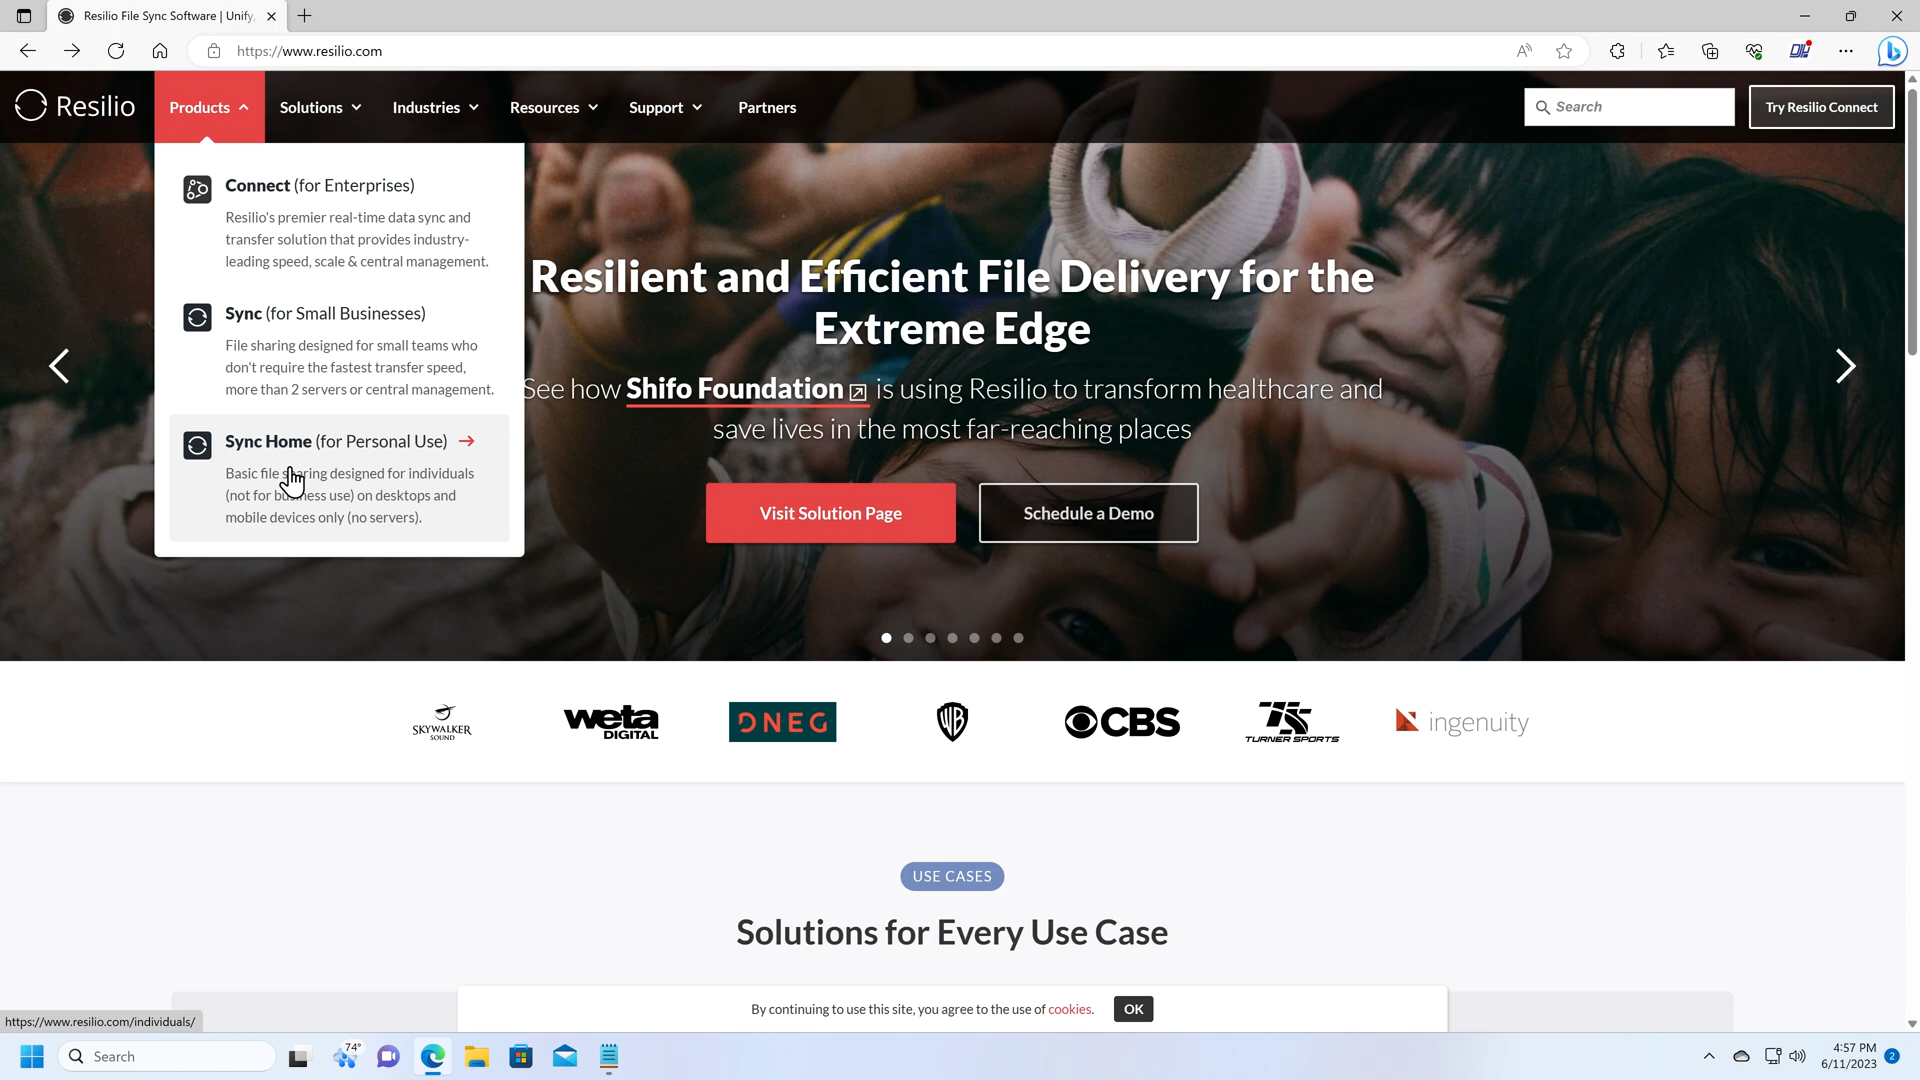 Resilio File Sync Software | Unify,
https://www.resilio.com
Resilio
Products
Solutions
Industries
Resources
Support
Partners
Search
Try Resilio Connect
Connect (for Enterprises)
Resilio's premier real-time data sync and
transfer solution that provides industry-
leading speed, scale & central management.
Sync (for Small Businesses)
File sharing designed for small teams who
don't require the fastest transfer speed,
more than 2 servers or central management.
Sync Home (for Personal Use)
Basic file sharing designed for individuals
(not for business use) on desktops and
mobile devices only (no servers).
Resilient and Efficient File Delivery for the
Extreme Edge
See how Shifo Foundation is using Resilio to transform healthcare and
save lives in the most far-reaching places
Visit Solution Page
Schedule a Demo
SKYWALKER
SOUND
weta
DIGITAL
DNEG
WB
CBS
TS
TURNER SPORTS
ingenuity
USE CASES
Solutions for Every Use Case
By continuing to use this site, you agree to the use of cookies.
OK
https://www.resilio.com/individuals/
Search
74°
4:57 PM
6/11/2023
2